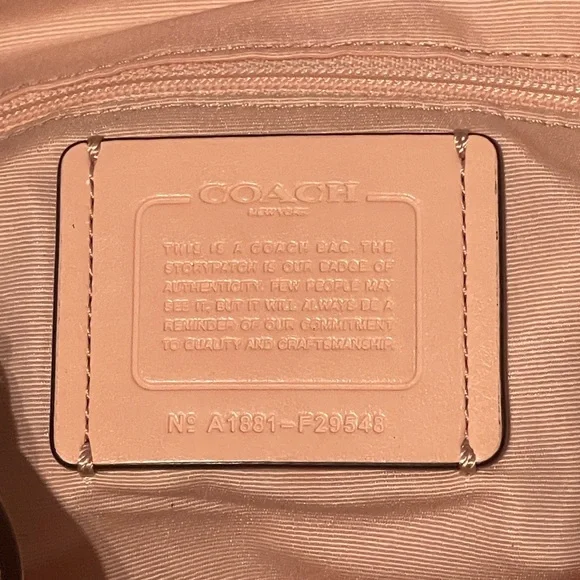 COACH
NEW YORK
THIS IS A COACH BAG. THE
STORYPATCH IS OUR BADGE OF
AUTHENTICITY. FEW PEOPLE MAY
SEE IT. BUT IT WILL ALWAYS BE A
REMINDER OF OUR COMMITMENT
TO QUALITY AND CRAFTSMANSHIP.
Nº A1881-F29548